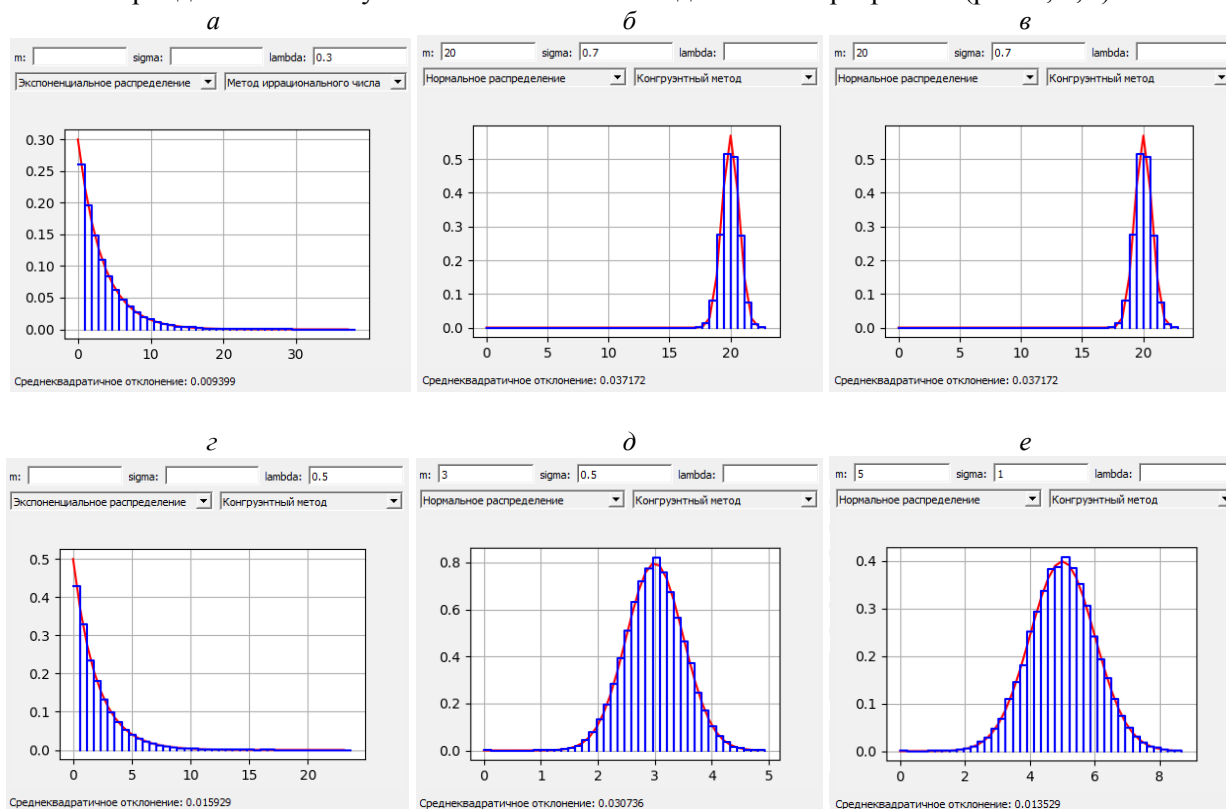 а б в
m: sigma: lambda: 0.3
Экспоненциальное распределение Метод иррационального числа
0.30
0.25
0.20
0.15
0.10
0.05
0.00
0 10 20 30
Среднеквадратичное отклонение: 0.009399
m: 20 sigma: 0.7 lambda:
Нормальное распределение Конгруэнтный метод
0.5
0.4
0.3
0.2
0.1
0.0
0 5 10 15 20
Среднеквадратичное отклонение: 0.037172
m: 20 sigma: 0.7 lambda:
Нормальное распределение Конгруэнтный метод
0.5
0.4
0.3
0.2
0.1
0.0
0 5 10 15 20
Среднеквадратичное отклонение: 0.037172
г д е
m: sigma: lambda: 0.5
Экспоненциальное распределение Конгруэнтный метод
0.5
0.4
0.3
0.2
0.1
0.0
0 5 10 15 20
Среднеквадратичное отклонение: 0.015929
m: 3 sigma: 0.5 lambda:
Нормальное распределение Конгруэнтный метод
0.8
0.6
0.4
0.2
0.0
0 1 2 3 4 5
Среднеквадратичное отклонение: 0.030736
m: 5 sigma: 1 lambda:
Нормальное распределение Конгруэнтный метод
0.4
0.3
0.2
0.1
0.0
0 2 4 6 8
Среднеквадратичное отклонение: 0.013529